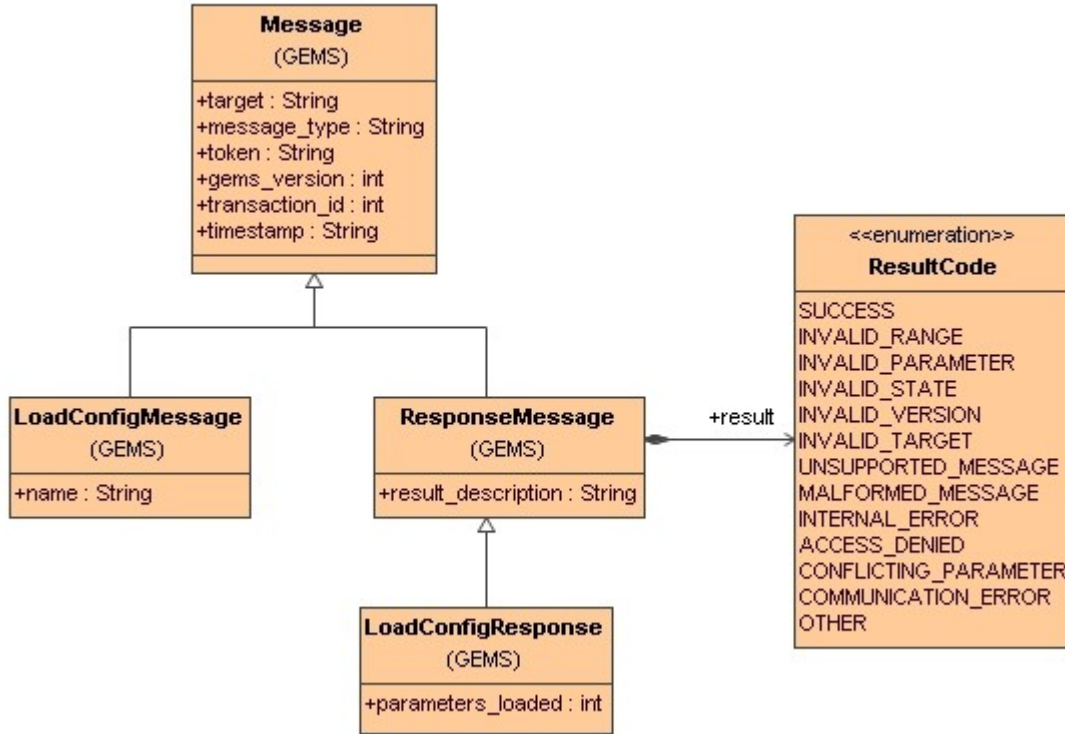 Message
(GEMS)
+target : String
+message_type : String
+token : String
+gems_version : int
+transaction_id : int
+timestamp : String
<<enumeration>>
ResultCode
SUCCESS
INVALID_RANGE
INVALID_PARAMETER
INVALID_STATE
INVALID_VERSION
INVALID_TARGET
UNSUPPORTED_MESSAGE
MALFORMED_MESSAGE
INTERNAL_ERROR
ACCESS_DENIED
CONFLICTING_PARAMETER
COMMUNICATION_ERROR
OTHER
LoadConfigMessage
(GEMS)
+name : String
ResponseMessage
(GEMS)
+result_description : String
+result
LoadConfigResponse
(GEMS)
+parameters_loaded : int